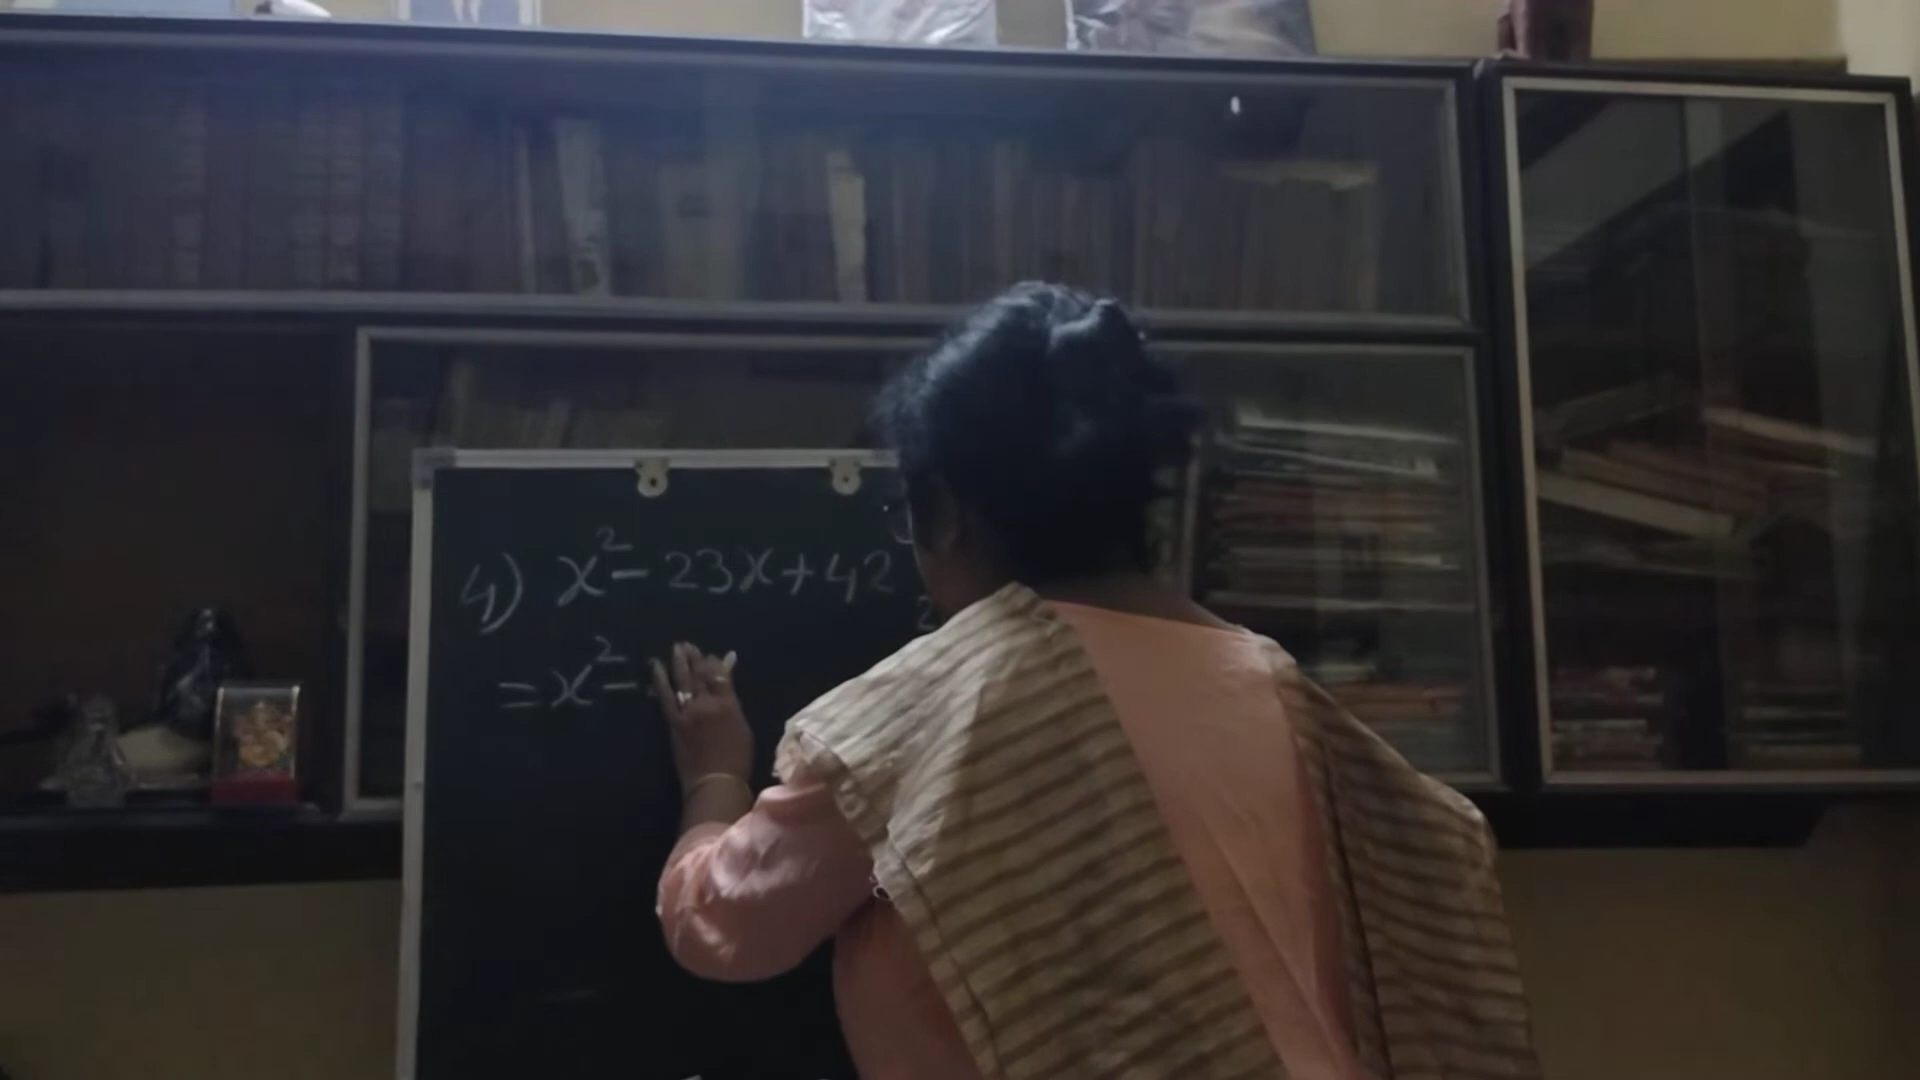 4) x² - 23x + 42
= x² -